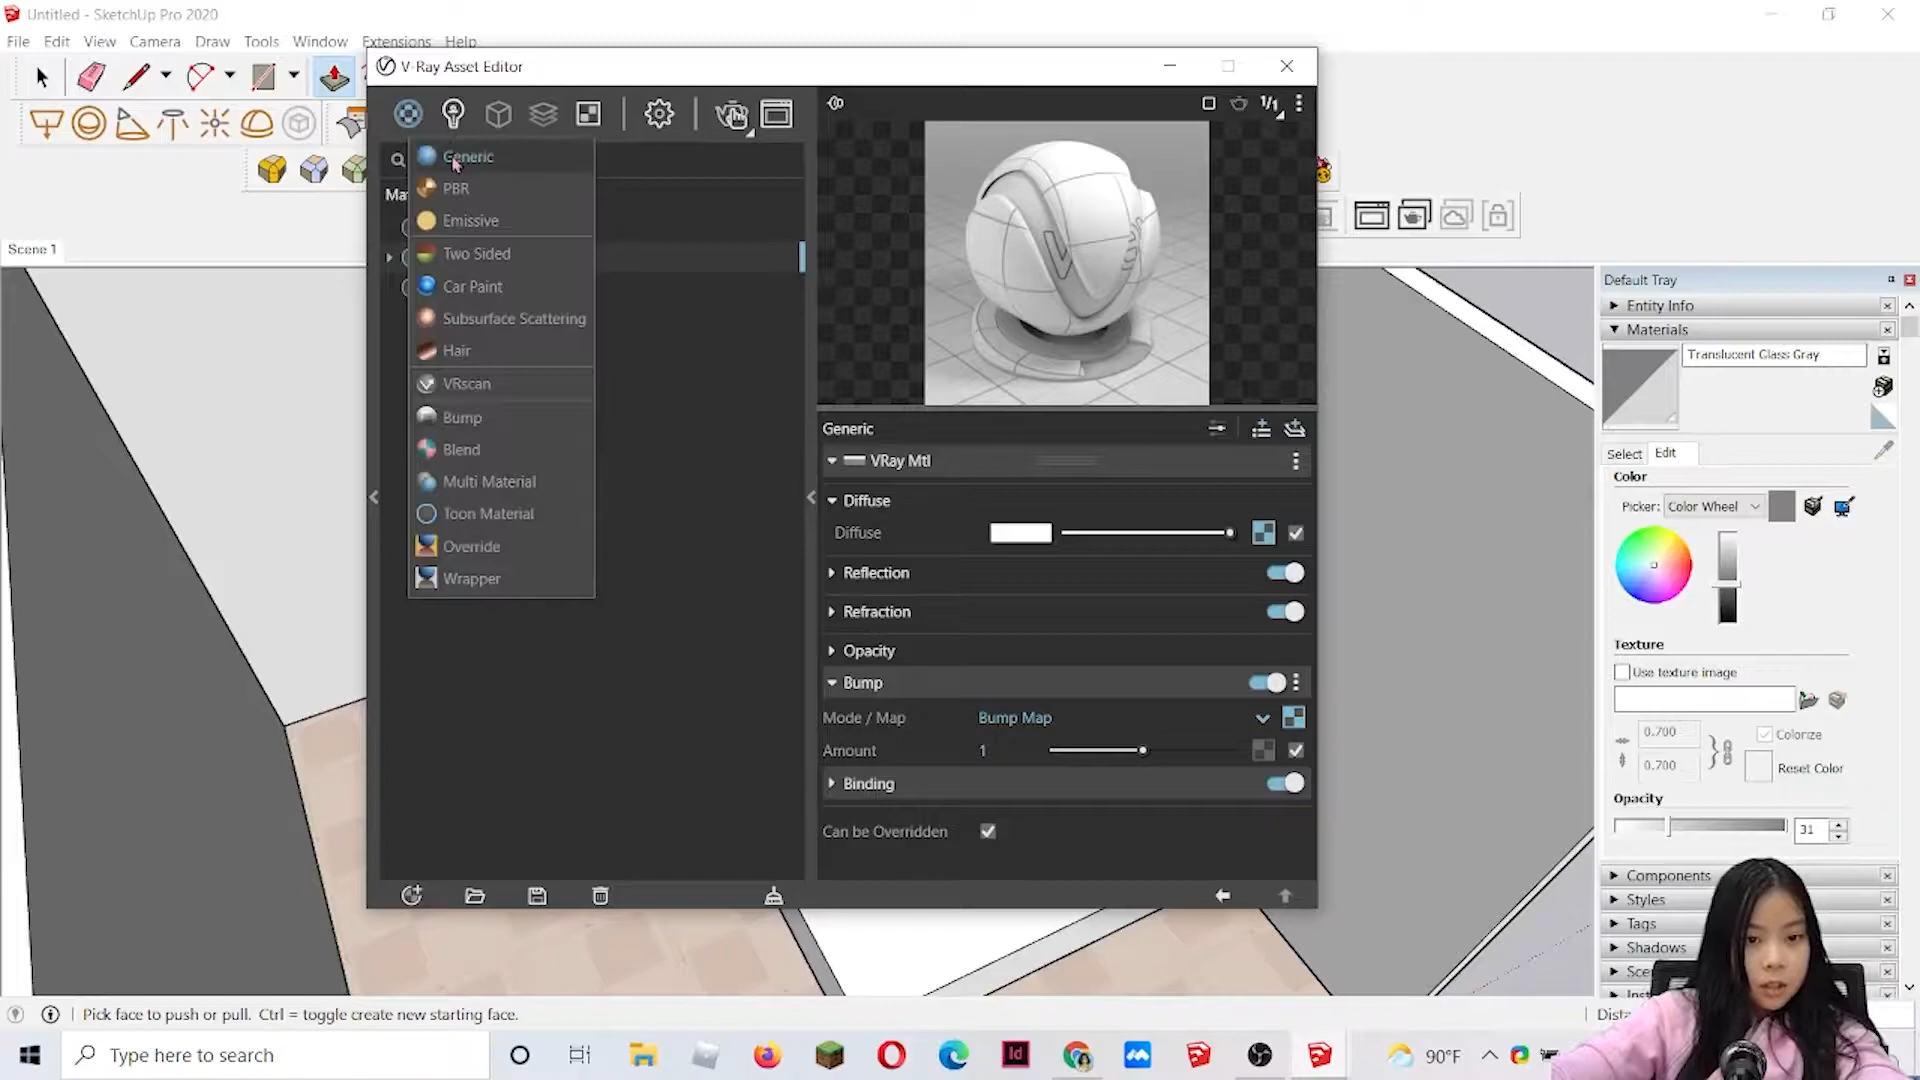 Untitled - SketchUp Pro 2020
File Edit View Camera Draw Tools Window Extensions Help
V-Ray Asset Editor
1/1
Generic
PBR
Emissive
Two Sided
Car Paint
Subsurface Scattering
Hair
VRscan
Bump
Blend
Multi Material
Toon Material
Override
Wrapper
Generic
VRay Mtl
Diffuse
Diffuse
Reflection
Refraction
Opacity
Bump
Mode / Map Bump Map
Amount 1
Binding
Can be Overridden
Scene 1
Default Tray
Entity Info
Materials
Translucent Glass Gray
Select Edit
Color
Picker: Color Wheel
Texture
Use texture image
0.700
Colorize
0.700
Reset Color
Opacity
31
Components
Styles
Tags
Shadows
Pick face to push or pull. Ctrl = toggle create new starting face.
Type here to search
Id
90°F